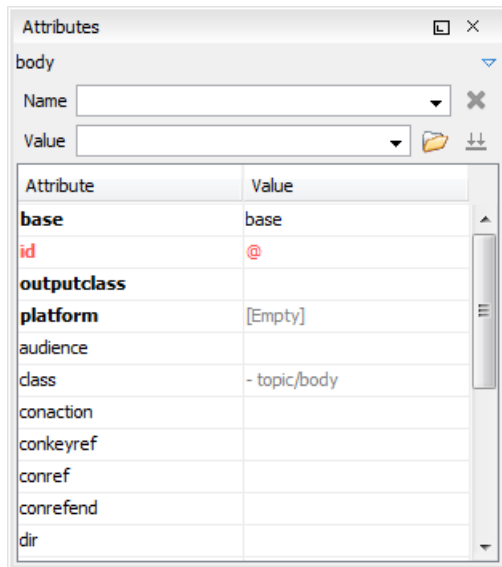 Attributes
body
Name
Value
Attribute Value
base base
id @
outputclass
platform [Empty]
audience
class - topic/body
conaction
conkeyref
conref
conrefend
dir